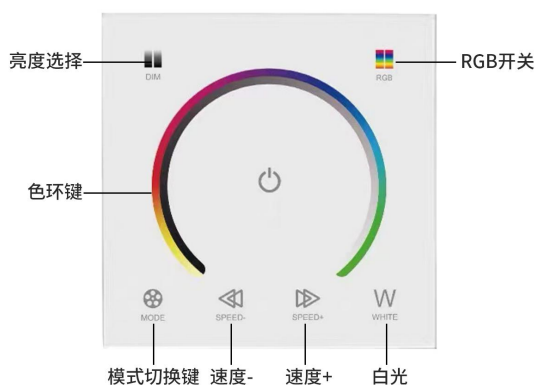 亮度选择
DIM
RGB
RGB开关
色环键
MODE
SPEED-
SPEED+
W
WHITE
模式切换键
速度-
速度+
白光